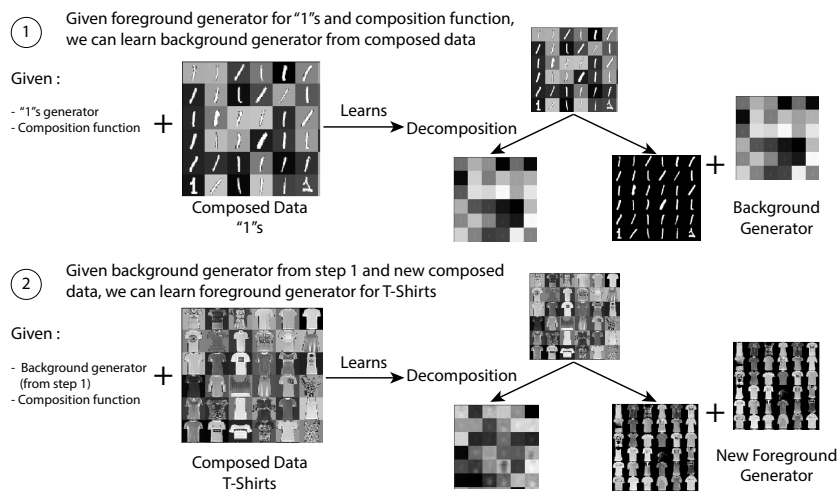 1
Given foreground generator for “1”s and composition function,
we can learn background generator from composed data
Given :
- “1”s generator
- Composition function
+
Composed Data
“1”s
Learns
Decomposition
+
Background
Generator
2
Given background generator from step 1 and new composed
data, we can learn foreground generator for T-Shirts
Given :
- Background generator
(from step 1)
- Composition function
+
Composed Data
T-Shirts
Learns
Decomposition
+
New Foreground
Generator